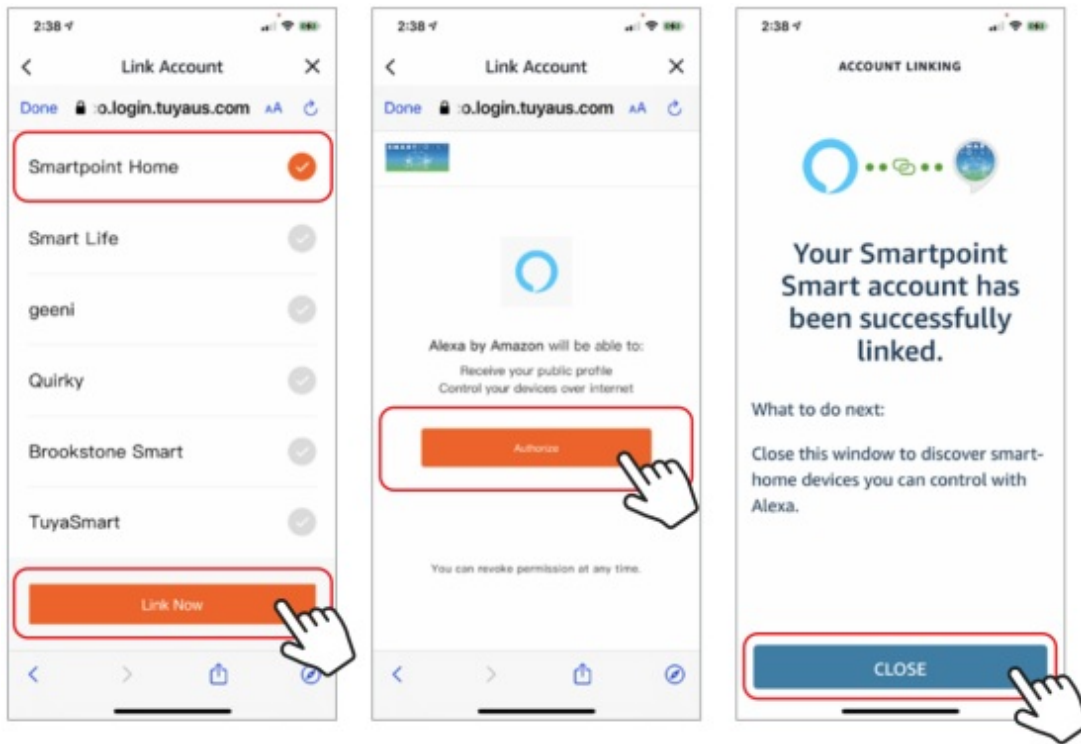 2:38
Link Account
Done :o.login.tuyaus.com AA
Smartpoint Home
Smart Life
geeni
Quirky
Brookstone Smart
TuyaSmart
Link Now
2:38
Link Account
Done :o.login.tuyaus.com AA
SMART
Alexa by Amazon will be able to:
Receive your public profile
Control your devices over internet
Authorize
You can revoke permission at any time.
2:38
ACCOUNT LINKING
Your Smartpoint
Smart account has
been successfully
linked.
What to do next:
Close this window to discover smart-
home devices you can control with
Alexa.
CLOSE